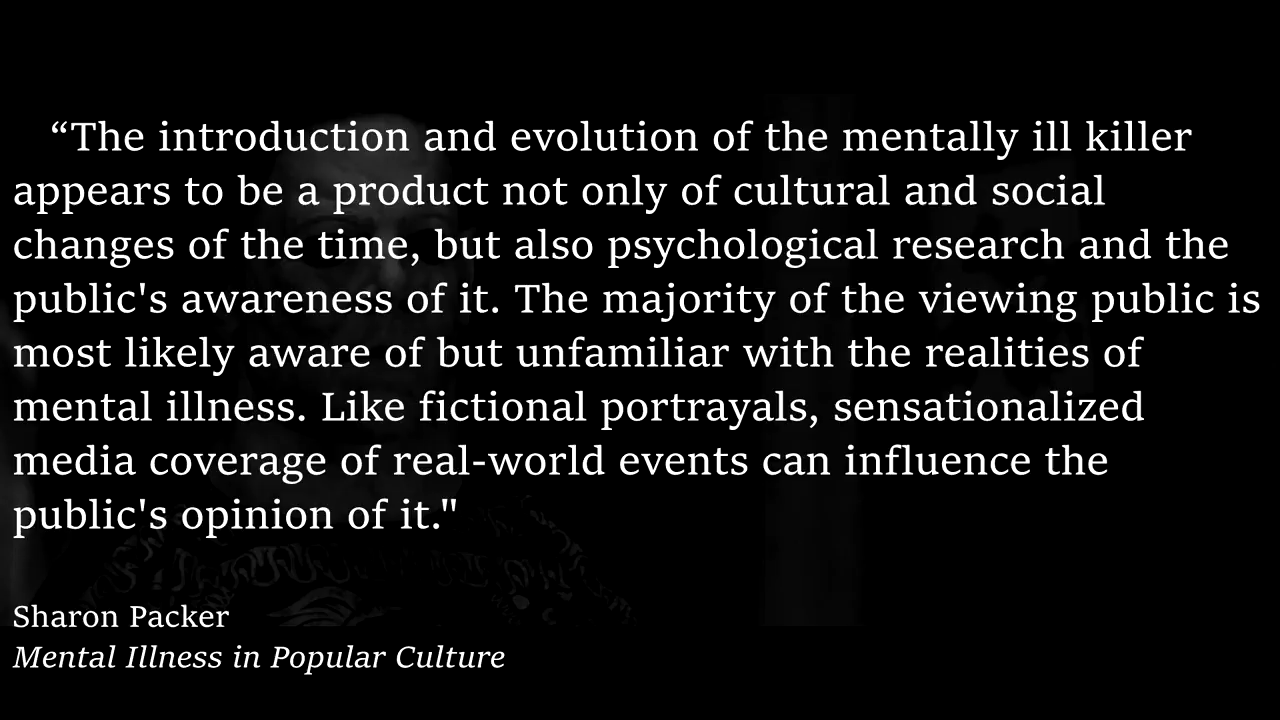 “The introduction and evolution of the mentally ill killer
appears to be a product not only of cultural and social
changes of the time, but also psychological research and the
public's awareness of it. The majority of the viewing public is
most likely aware of but unfamiliar with the realities of
mental illness. Like fictional portrayals, sensationalized
media coverage of real-world events can influence the
public's opinion of it."
Sharon Packer
Mental Illness in Popular Culture